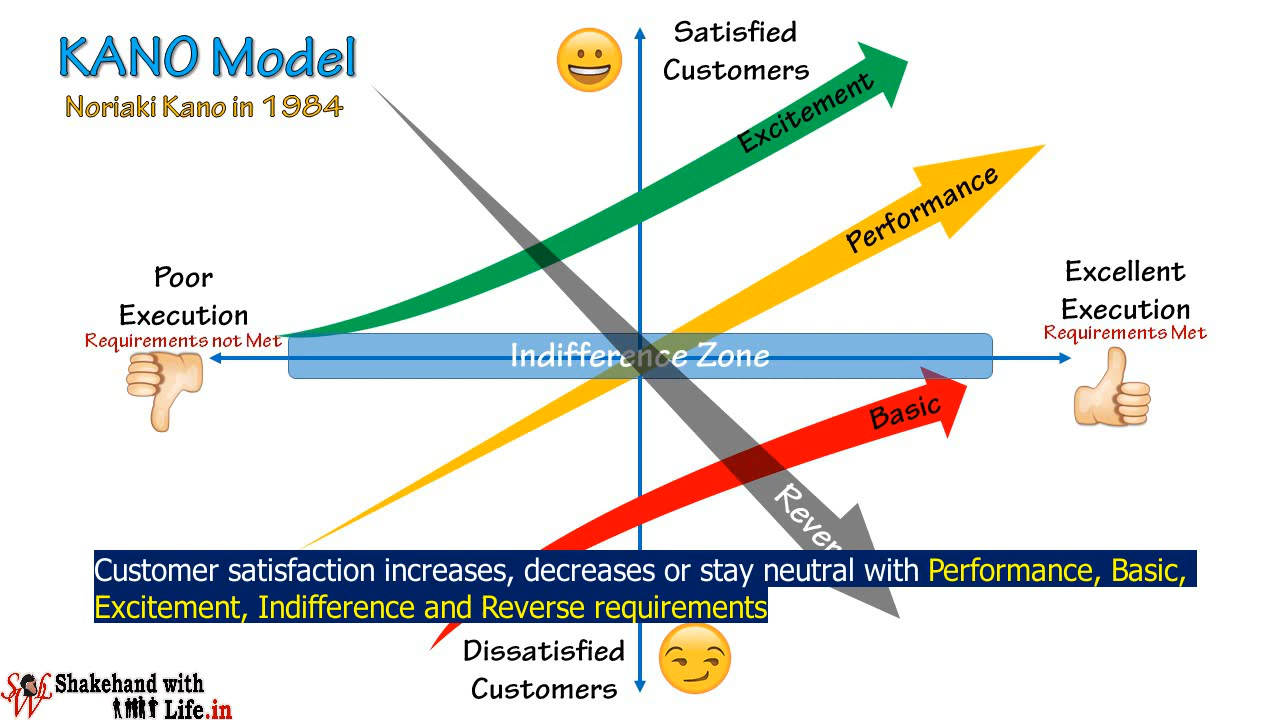 KANO Model
Noriaki Kano in 1984
Satisfied
Customers
Excitement
Performance
Poor
Execution
Requirements not Met
Excellent
Execution
Requirements Met
Indifference Zone
Basic
Customer satisfaction increases, decreases or stay neutral with Performance, Basic,
Excitement, Indifference and Reverse requirements
Dissatisfied
Customers
Shakehand with
Life.in